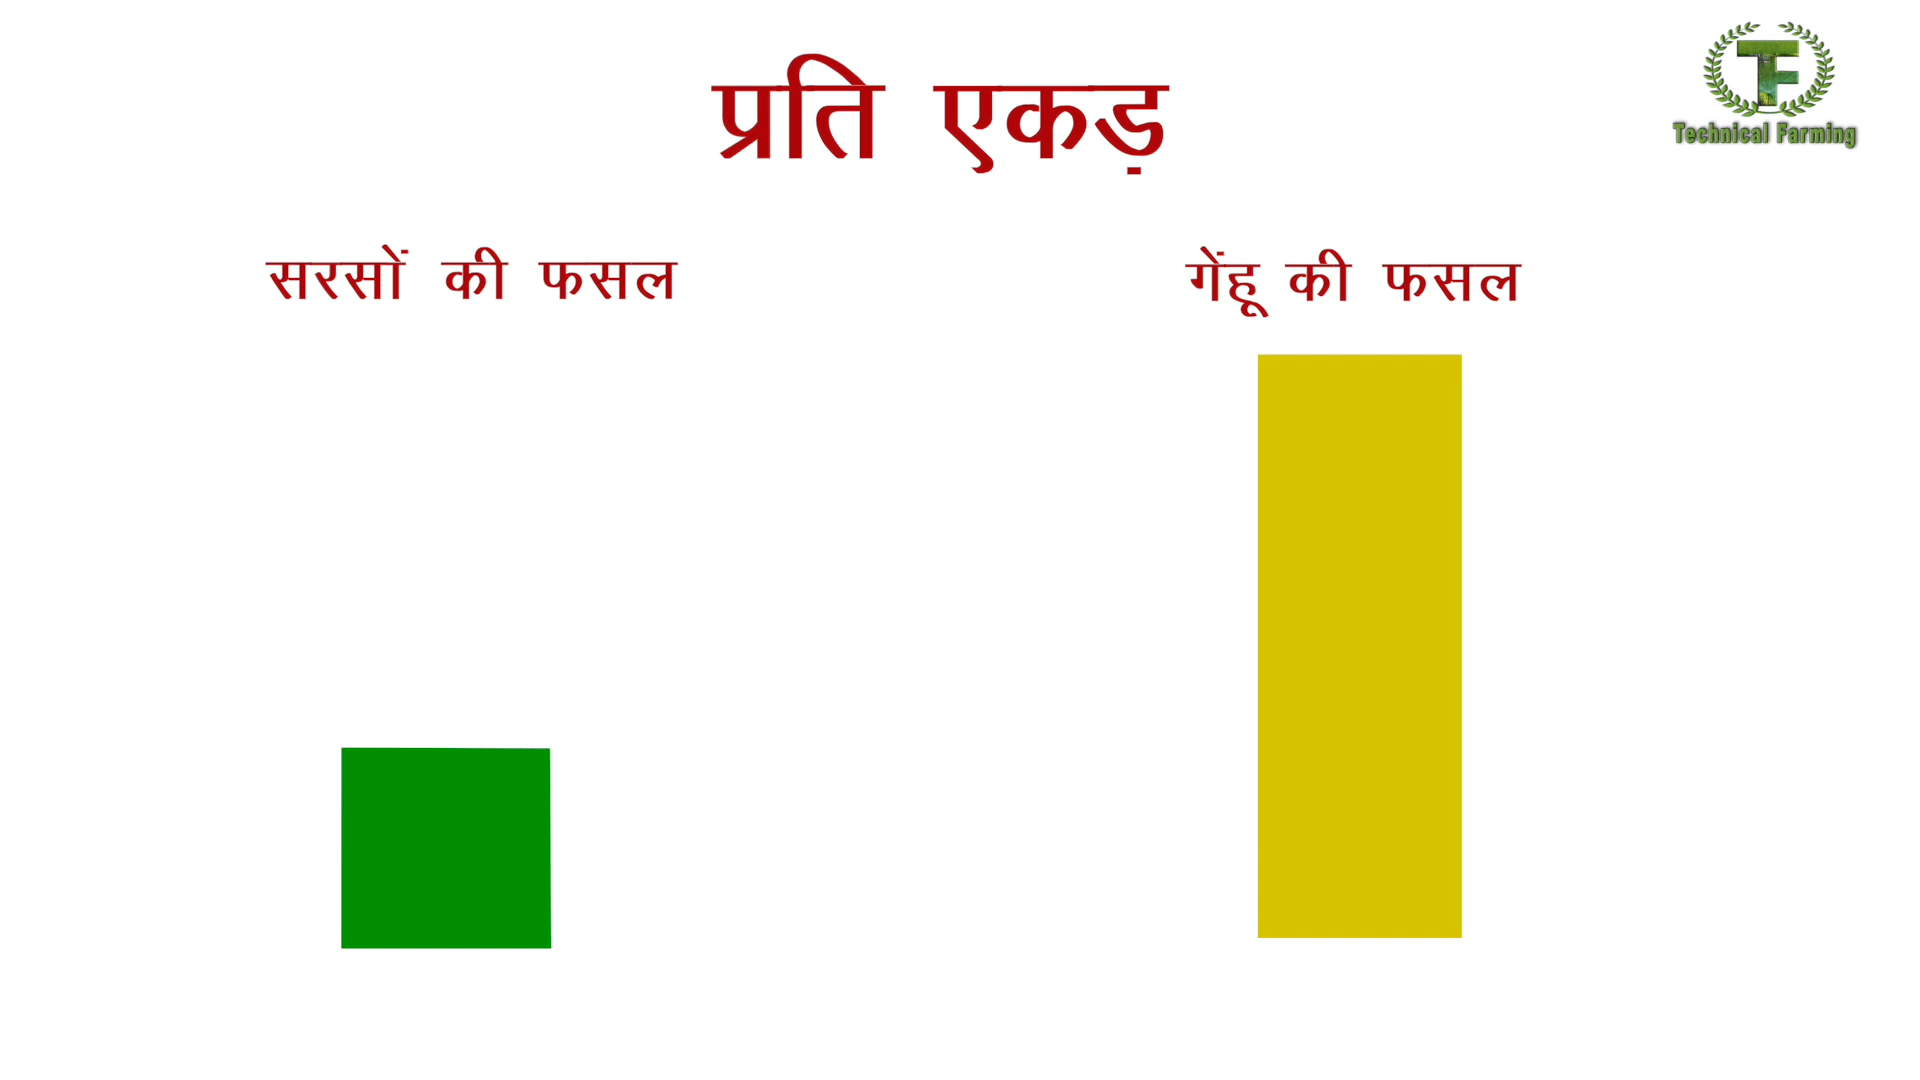 प्रति एकड़
Technical Farming
सरसों की फसल
गेंहू की फसल